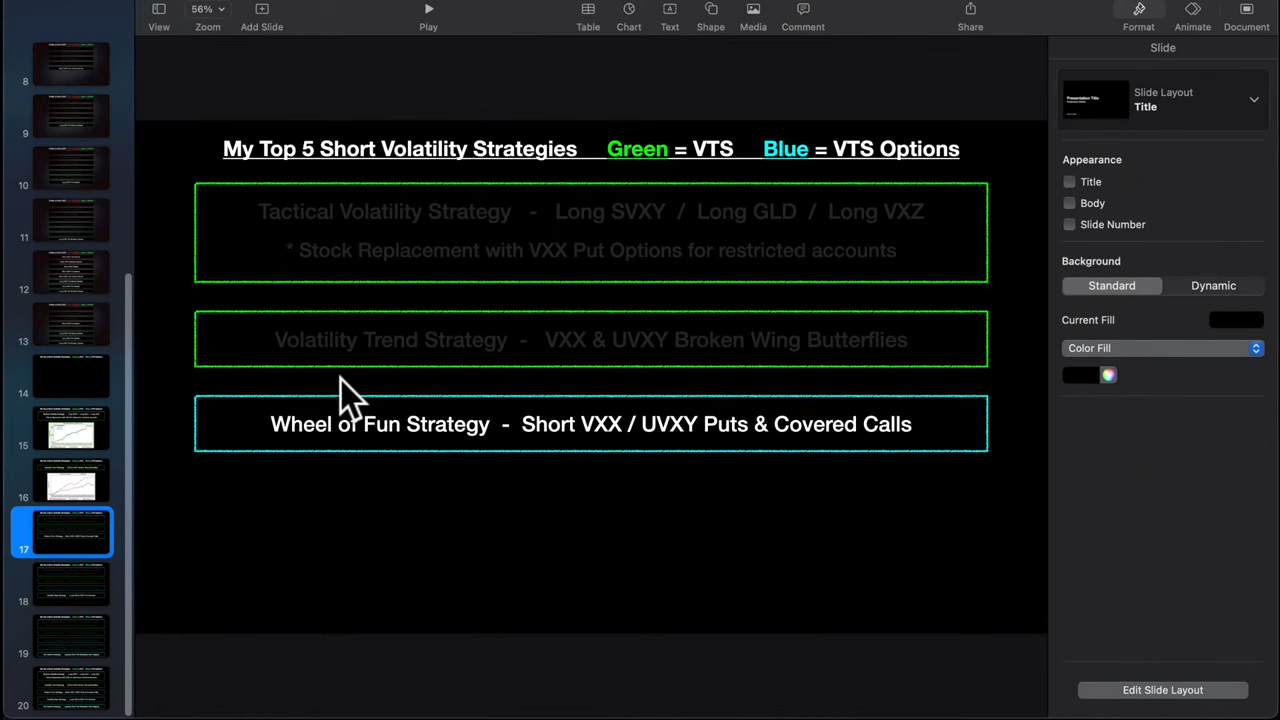 56%
View
Zoom
Add Slide
Play
Table
Chart
Text
Shape
Media
Comment
Share
Format
Animate
Document
8
9
10
11
12
13
14
15
16
17
18
19
20
My Top 5 Short Volatility Strategies Green = VTS Blue = VTS Options
Tactical Volatility Strategy - Long SVXY / Long GLD / Long VXZ
* Stock Replacement with VXX Put Options for restricted accounts
Volatility Trend Strategy - VXX & UVXY Broken Wing Butterflies
Wheel of Fun Strategy - Short VXX / UVXY Puts & Covered Calls
Slide
Slide Layout
Title
Appearance
Title
Body
Slide Number
Background
Standard
Dynamic
Current Fill
Color Fill
Edit Slide Layout